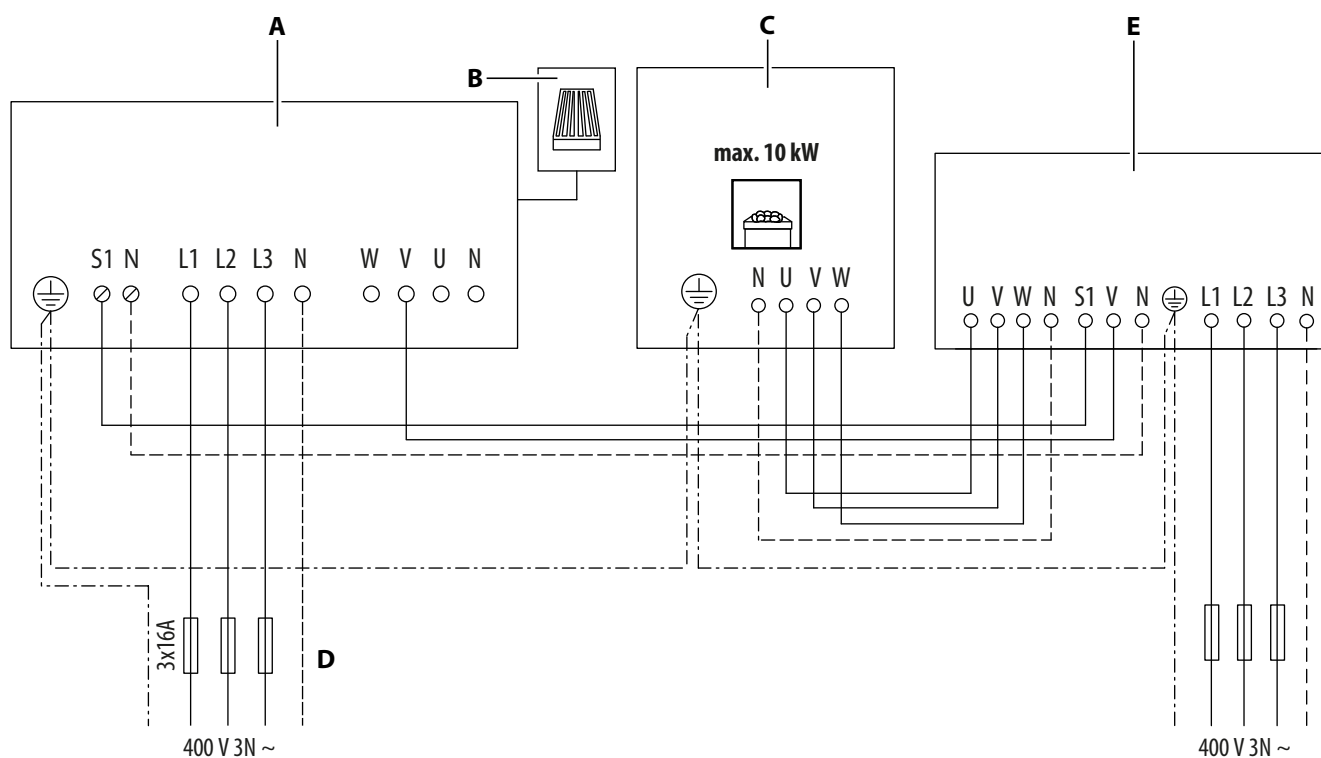 A
C
E
B
max. 10 kW
S1 N L1 L2 L3 N W V U N
N U V W
U V W N S1 V N L1 L2 L3 N
3x16A
D
400 V 3N ~
400 V 3N ~